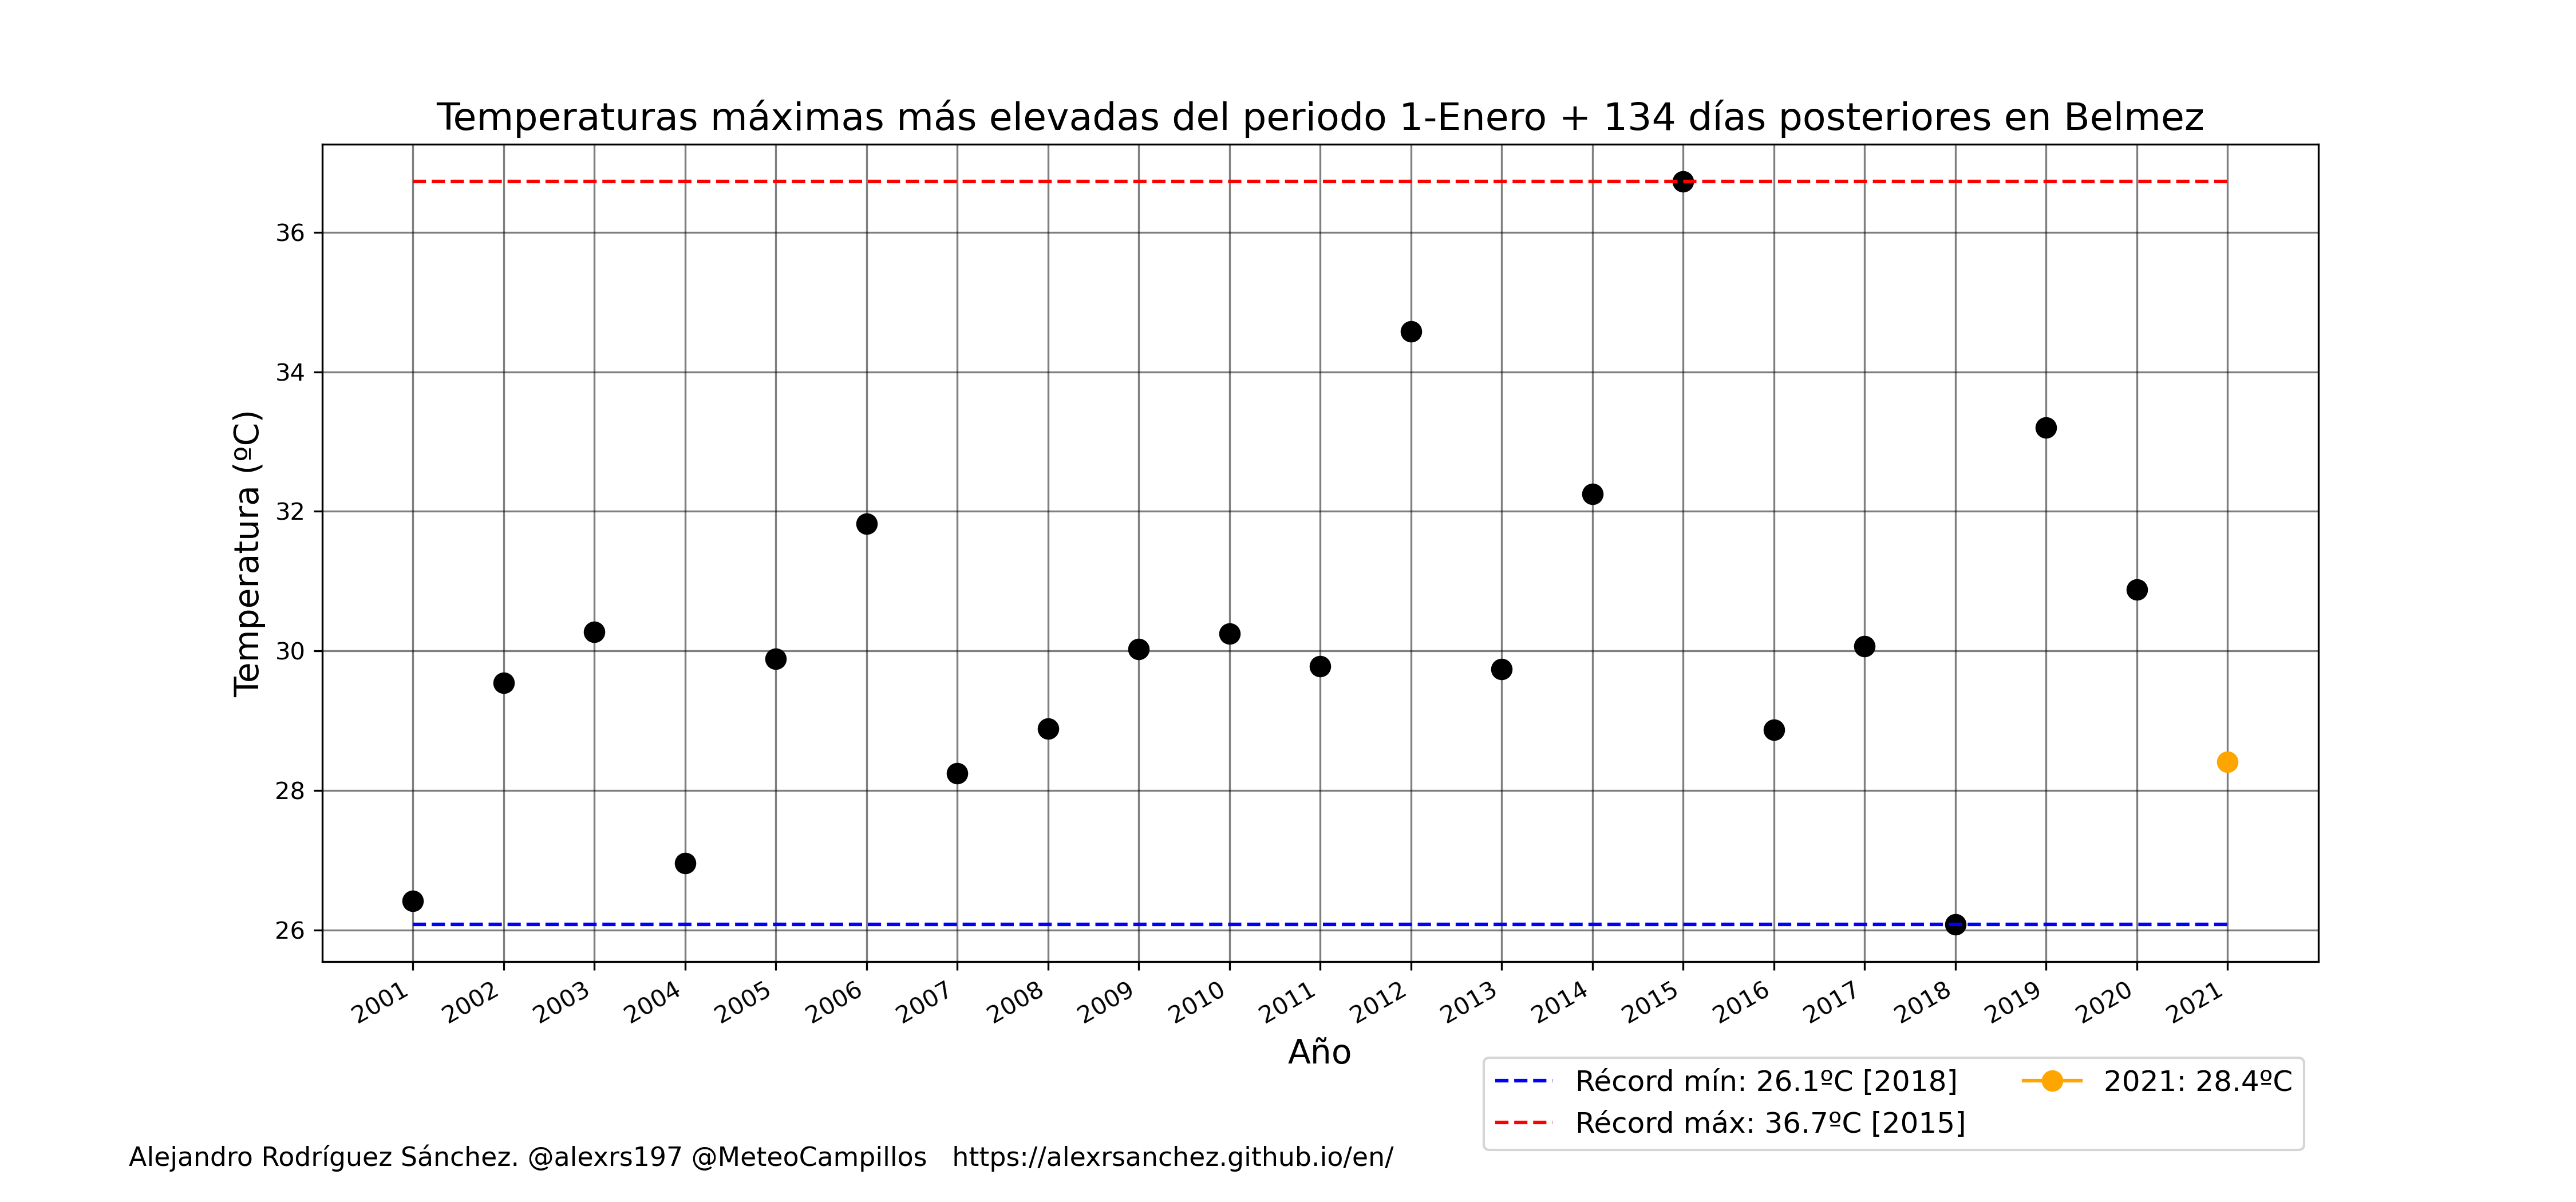 Temperaturas máximas más elevadas del periodo 1-Enero + 134 días posteriores en Belmez
Temperatura (ºC)
36
34
32
30
28
26
2001 2002 2003 2004 2005 2006 2007 2008 2009 2010 2011 2012 2013 2014 2015 2016 2017 2018 2019 2020 2021
Año
Récord mín: 26.1ºC [2018]
Récord máx: 36.7ºC [2015]
2021: 28.4ºC
Alejandro Rodríguez Sánchez. @alexrs197 @MeteoCampillos https://alexrsanchez.github.io/en/